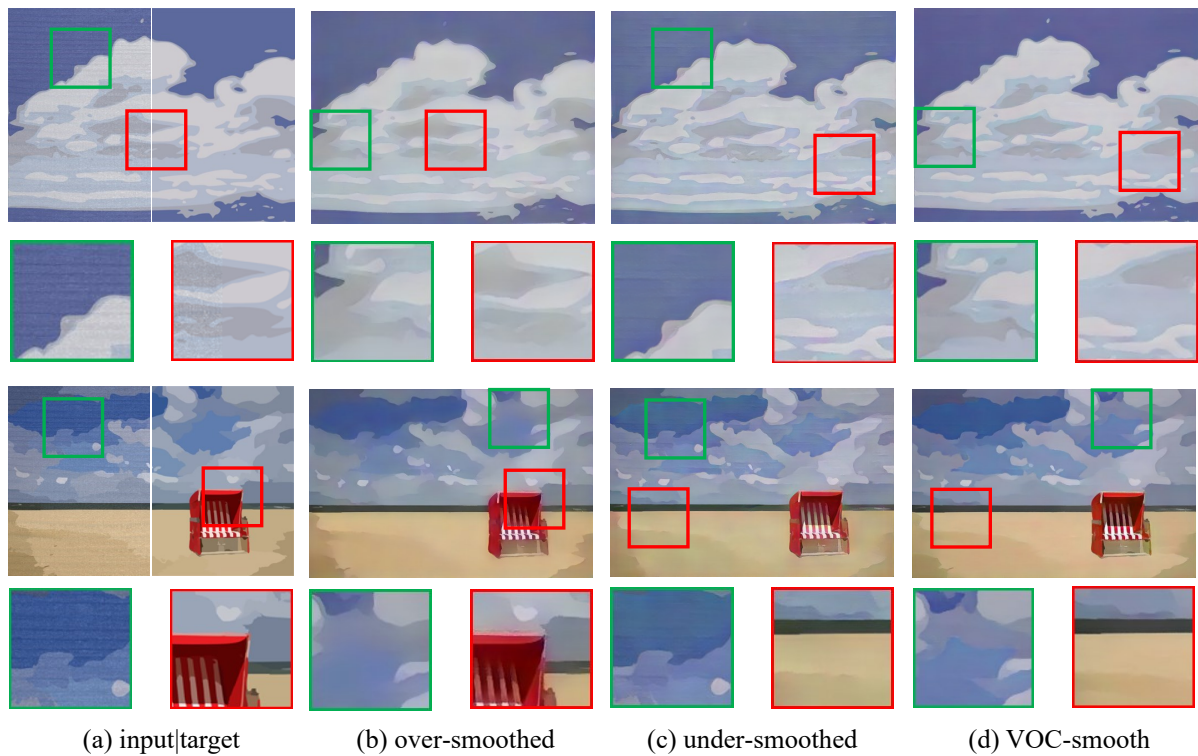 (a) input|target
(b) over-smoothed
(c) under-smoothed
(d) VOC-smooth